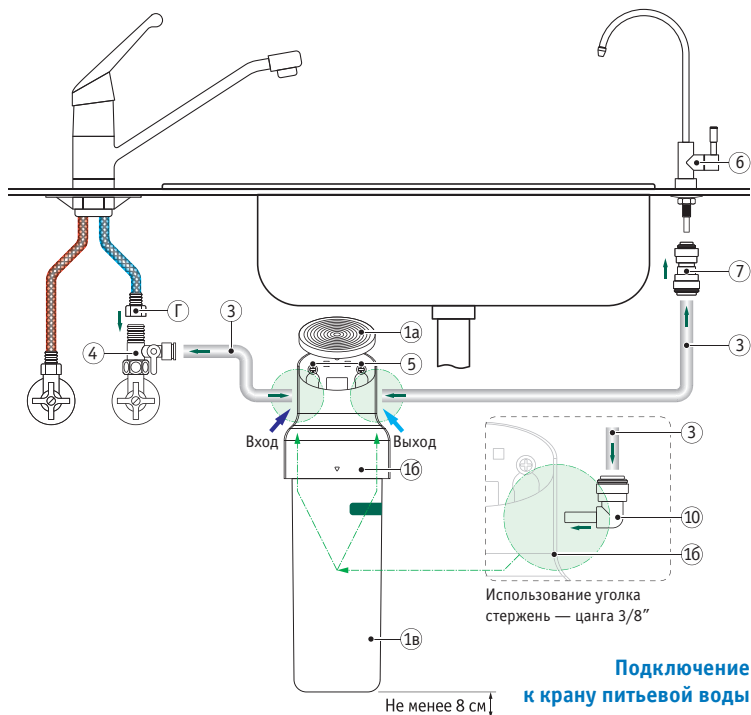 6
7
Г
3
1а
4
5
3
Вход
Выход
3
1б
10
1б
Использование уголка
стержень — цанга 3/8″
1в
Подключение
к крану питьевой воды
Не менее 8 см